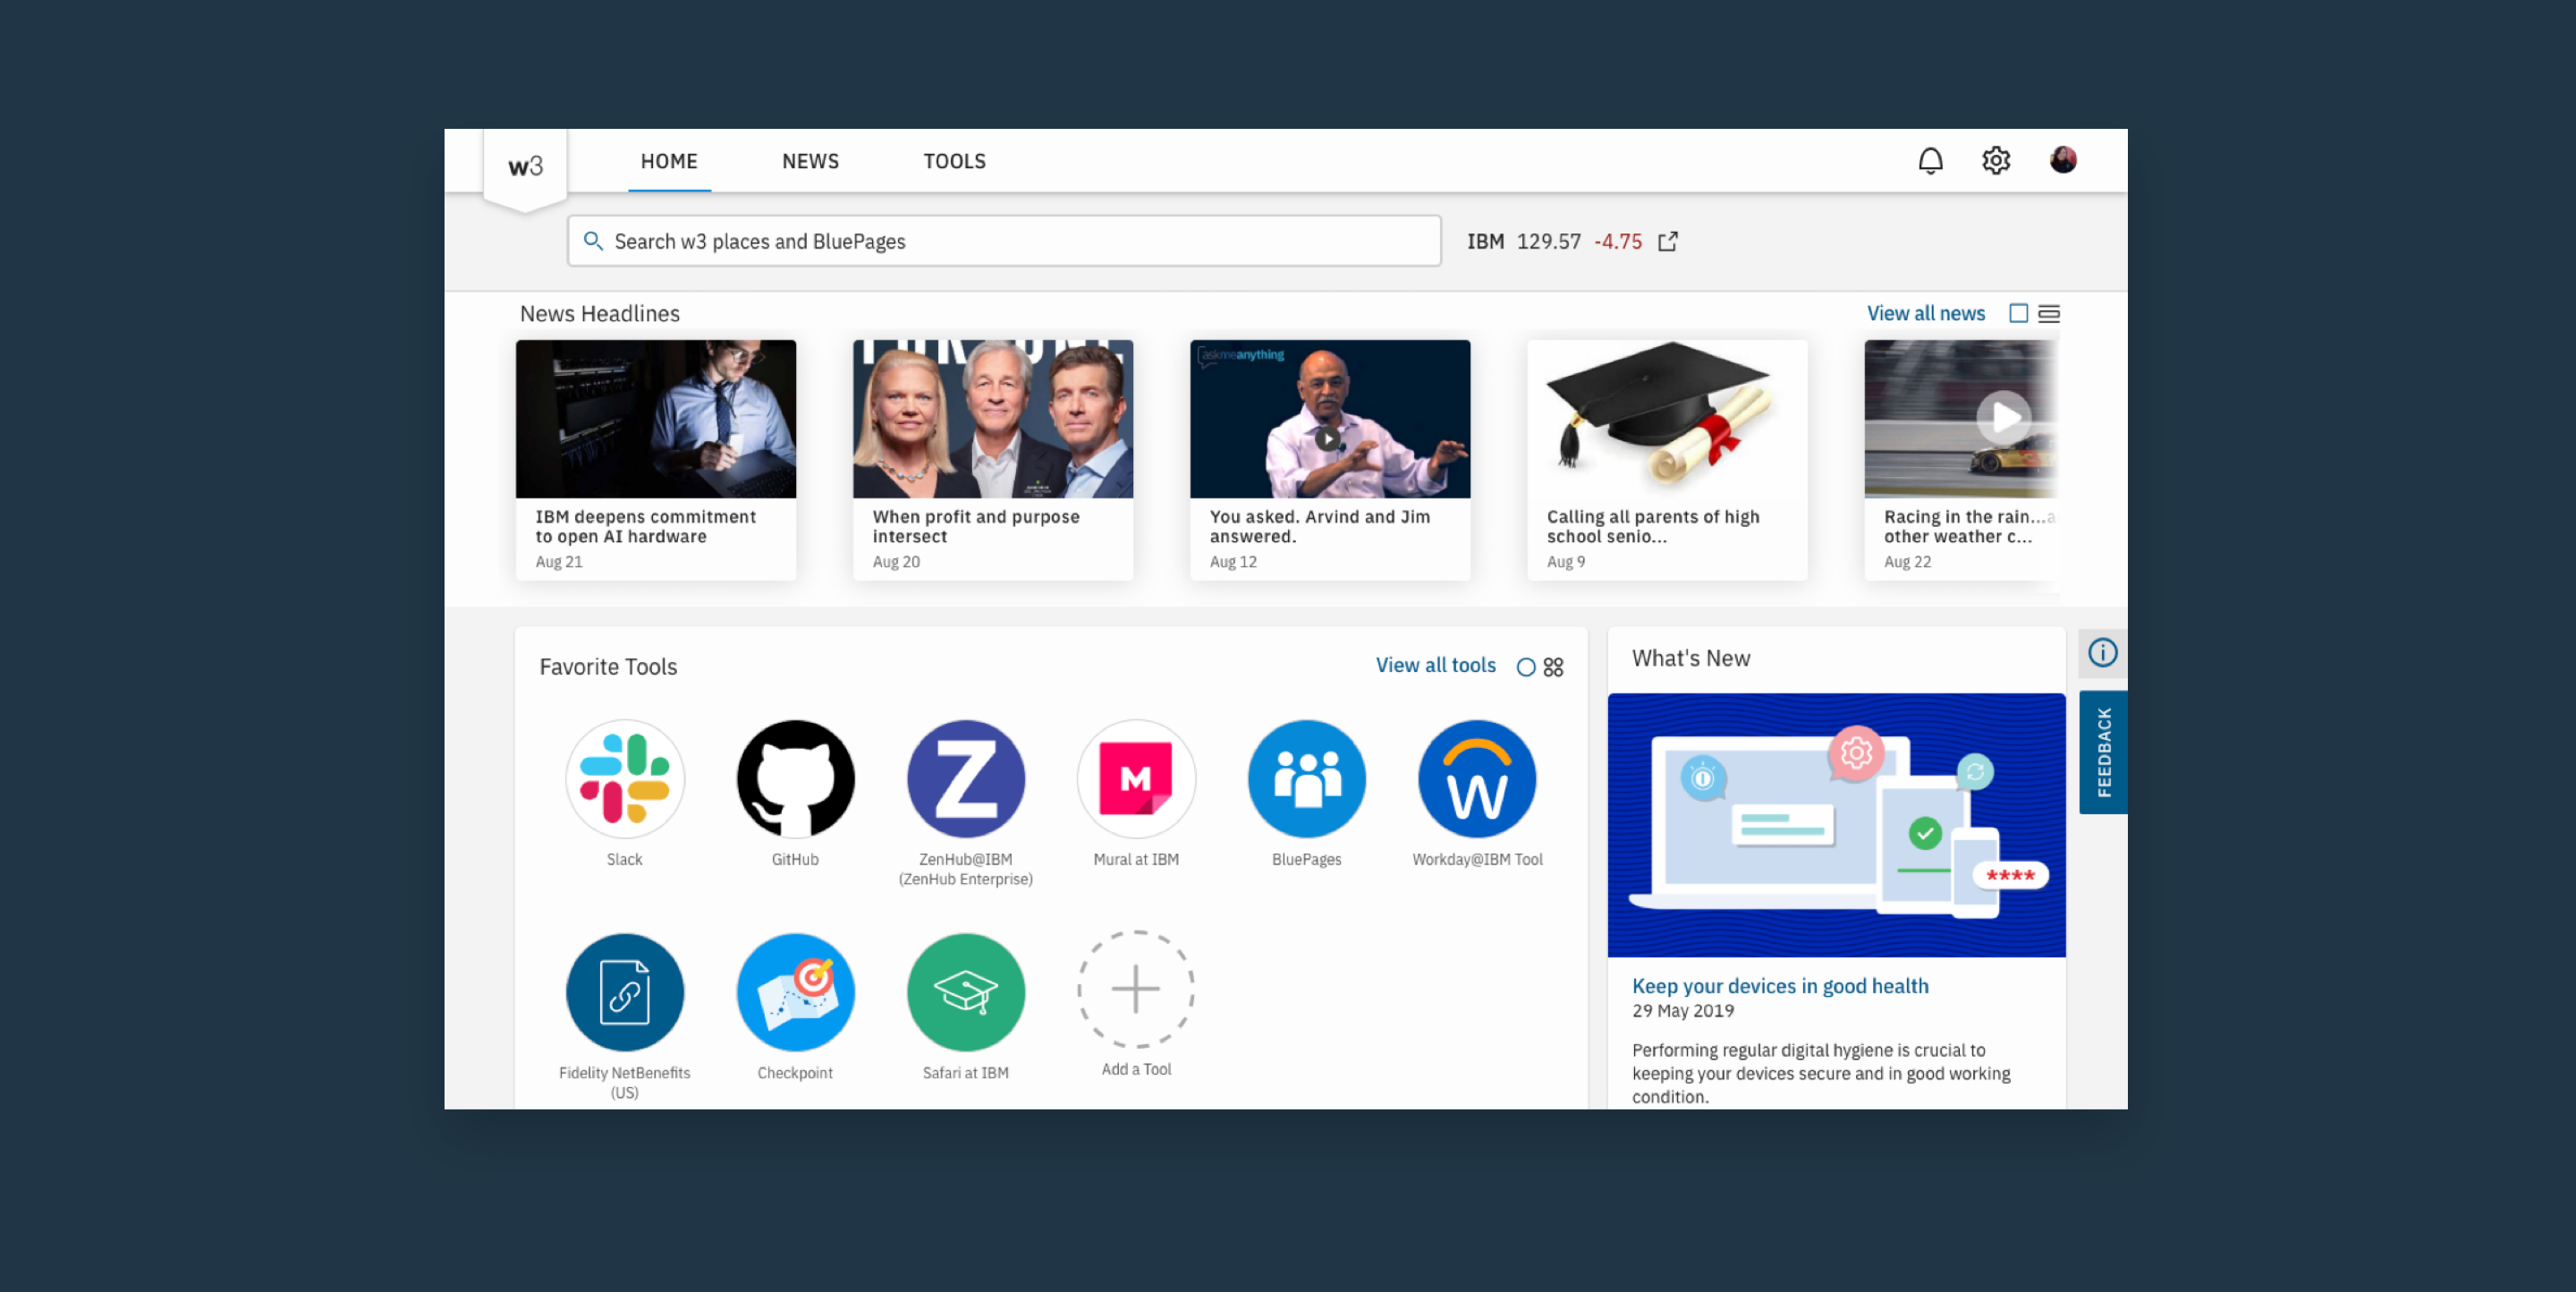 w3
HOME
NEWS
TOOLS
Search w3 places and BluePages
IBM 129.57 -4.75
News Headlines
View all news
askmeanything
IBM deepens commitment
to open AI hardware
Aug 21
When profit and purpose
intersect
Aug 20
You asked. Arvind and Jim
answered.
Aug 12
Calling all parents of high
school senio...
Aug 9
Racing in the rain...a
other weather c...
Aug 22
Favorite Tools
View all tools
Slack
GitHub
Z
ZenHub@IBM
(ZenHub Enterprise)
M
Mural at IBM
BluePages
W
Workday@IBM Tool
Fidelity NetBenefits
(US)
Checkpoint
Safari at IBM
Add a Tool
What's New
****
Keep your devices in good health
29 May 2019
Performing regular digital hygiene is crucial to
keeping your devices secure and in good working
condition.
FEEDBACK